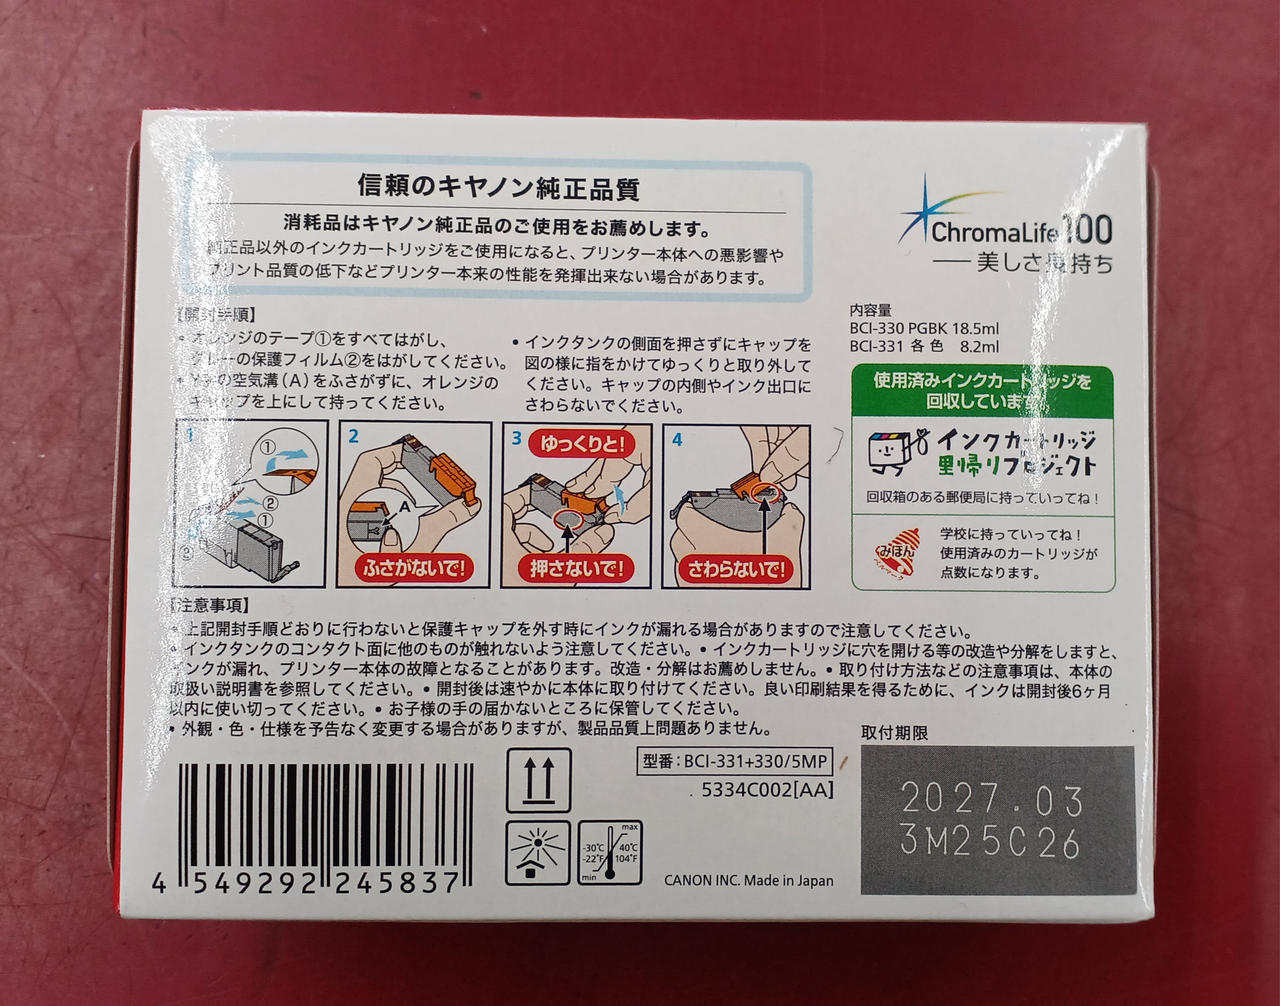 信頼のキヤノン純正品質
消耗品はキヤノン純正品のご使用をお薦めします。
純正品以外のインクカートリッジをご使用になると、プリンター本体への悪影響や
プリント品質の低下などプリンター本来の性能を発揮出来ない場合があります。
ChromaLife100
美しさ長持ち
【開封手順】
• オレンジのテープ①をすべてはがし、
グレーの保護フィルム②をはがしてください。
• Y字の空気溝(A)をふさがずに、オレンジの
キャップを上にして持ってください。
• インクタンクの側面を押さずにキャップを
図の様に指をかけてゆっくりと取り外して
ください。キャップの内側やインク出口に
さわらないでください。
内容量
BCI-330 PGBK 18.5ml
BCI-331 各色 8.2ml
使用済みインクカートリッジを
回収しています。
インクカートリッジ
里帰りプロジェクト
回収箱のある郵便局に持っていってね!
みほん
ベルマーク
学校に持っていってね!
使用済みのカートリッジが
点数になります。
1
①
②
①
②
2
A
ふさがないで!
3
ゆっくりと!
押さないで!
4
さわらないで!
【注意事項】
• 上記開封手順どおりに行わないと保護キャップを外す時にインクが漏れる場合がありますので注意してください。
• インクタンクのコンタクト面に他のものが触れないよう注意してください。• インクカートリッジに穴を開ける等の改造や分解をしますと、
インクが漏れ、プリンター本体の故障となることがあります。改造・分解はお薦めしません。• 取り付け方法などの注意事項は、本体の
取扱い説明書を参照してください。• 開封後は速やかに本体に取り付けてください。良い印刷結果を得るために、インクは開封後6ヶ月
以内に使い切ってください。• お子様の手の届かないところに保管してください。
• 外観・色・仕様を予告なく変更する場合がありますが、製品品質上問題ありません。
取付期限
2027.03
3M25C26
型番:BCI-331+330/5MP
5334C002[AA]
max
-30℃ 40℃
-22°F 104°F
min
4 549292 245837
CANON INC. Made in Japan